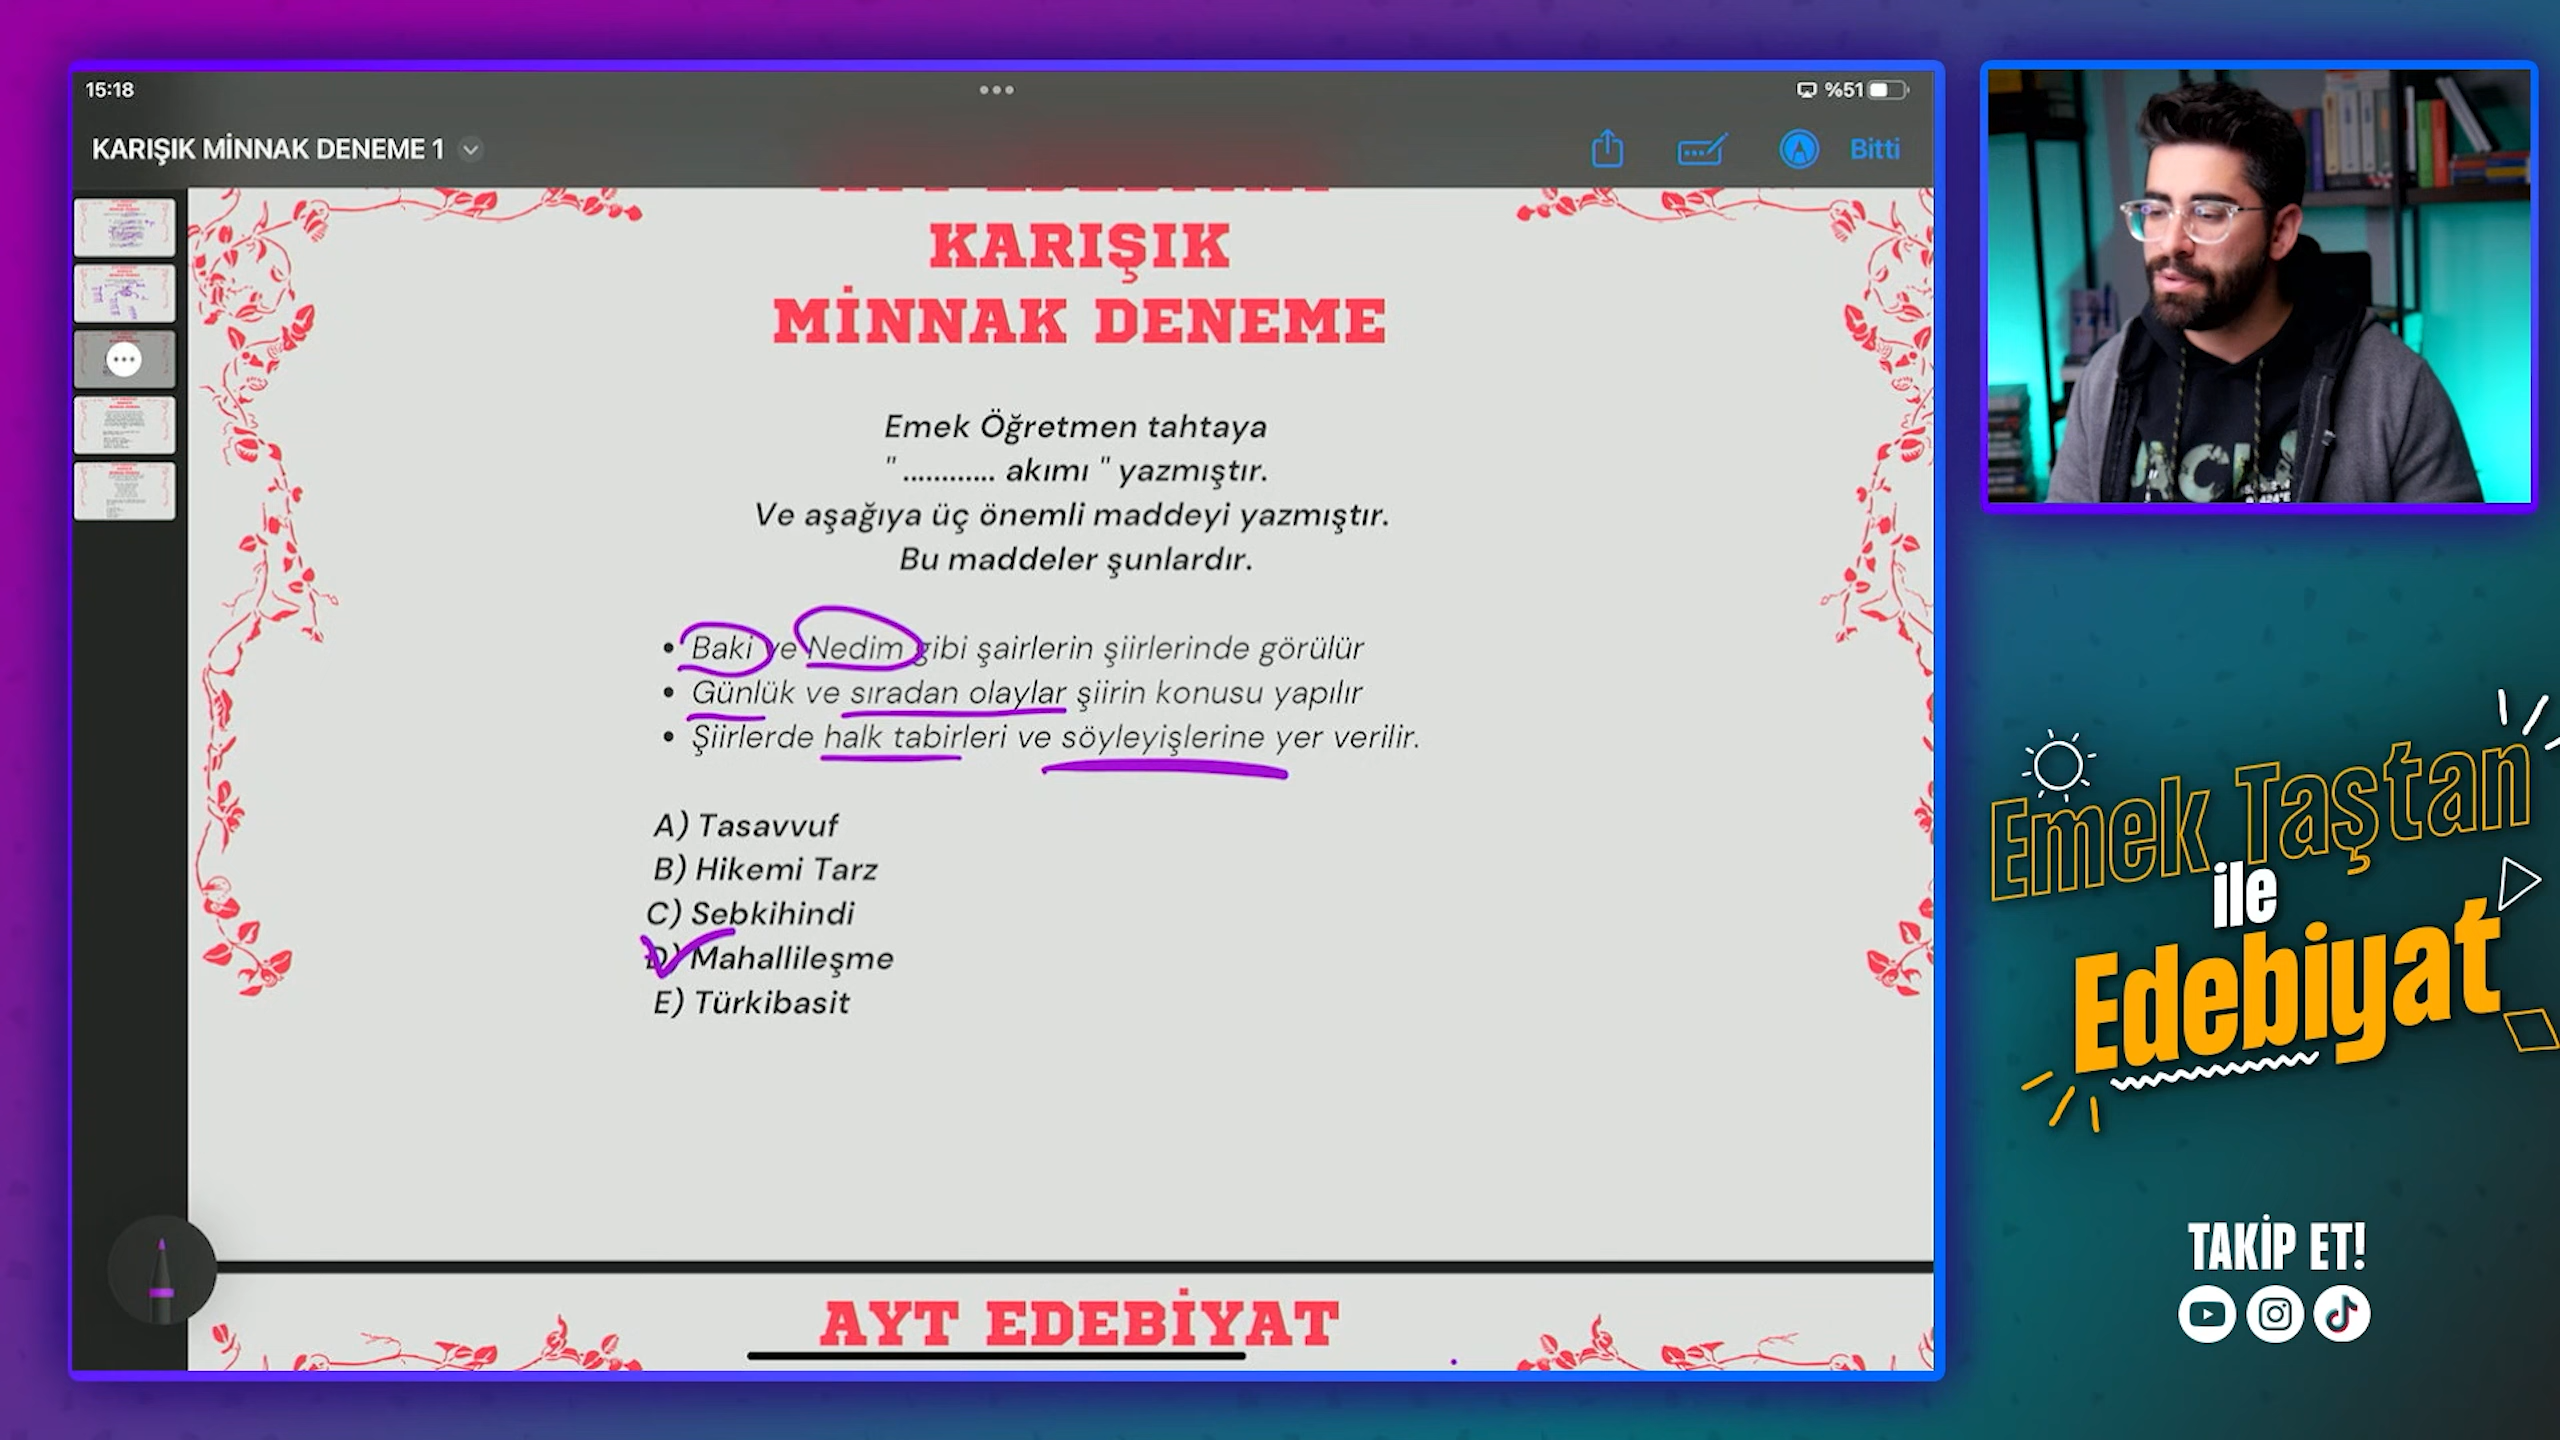 15:18
%51
KARIŞIK MİNNAK DENEME 1
Bitti
KARIŞIK
MİNNAK DENEME
Emek Öğretmen tahtaya
" ............ akımı " yazmıştır.
Ve aşağıya üç önemli maddeyi yazmıştır.
Bu maddeler şunlardır.
• Baki ve Nedim gibi şairlerin şiirlerinde görülür
• Günlük ve sıradan olaylar şiirin konusu yapılır
• Şiirlerde halk tabirleri ve söyleyişlerine yer verilir.
A) Tasavvuf
B) Hikemi Tarz
C) Sebkihindi
D) Mahallileşme
E) Türkibasit
AYT EDEBİYAT
Emek Taştan
ile
Edebiyat
TAKİP ET!